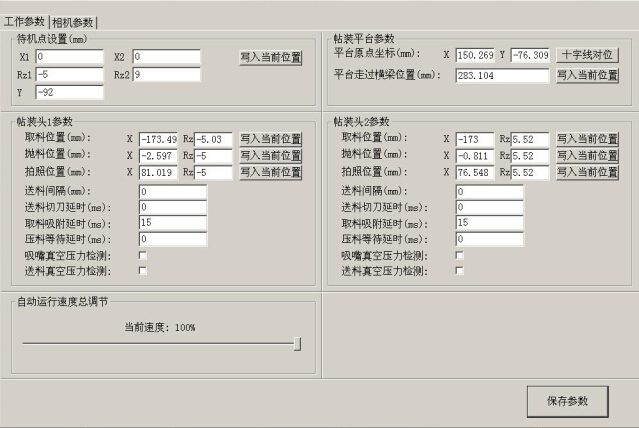 工作参数 相机参数
待机点设置(mm)
X1 0 X2 0 写入当前位置
Rz1 -5 Rz2 9
Y -92
帖装平台参数
平台原点坐标(mm): X 150.269 Y -76.309 十字线对位
平台走过横梁位置(mm): 283.104 写入当前位置
帖装头1参数
取料位置(mm): X -173.49 Rz -5.03 写入当前位置
抛料位置(mm): X -2.597 Rz -5 写入当前位置
拍照位置(mm): X 81.019 Rz -5 写入当前位置
送料间隔(mm): 0
送料切刀延时(ms): 0
取料吸附延时(ms): 15
压料等待延时(ms): 0
吸嘴真空压力检测:
送料真空压力检测:
帖装头2参数
取料位置(mm): X -173 Rz 5.52 写入当前位置
抛料位置(mm): X -0.811 Rz 5.52 写入当前位置
拍照位置(mm): X 76.548 Rz 5.52 写入当前位置
送料间隔(mm): 0
送料切刀延时(ms): 0
取料吸附延时(ms): 15
压料等待延时(ms): 0
吸嘴真空压力检测:
送料真空压力检测:
自动运行速度总调节
当前速度: 100%
保存参数